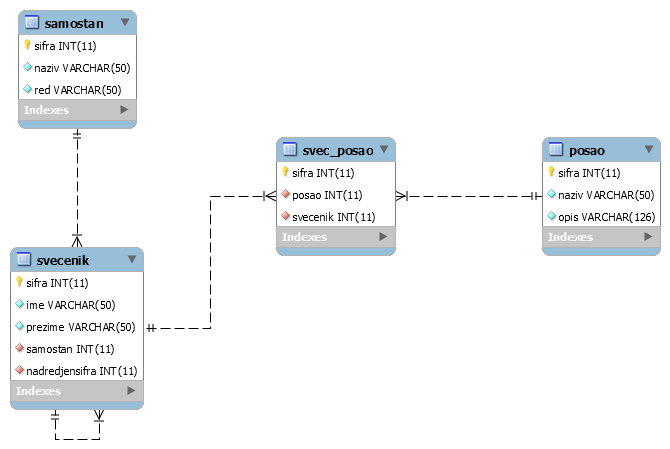 samostan
sifra INT(11)
naziv VARCHAR(50)
red VARCHAR(50)
Indexes
svec_posao
sifra INT(11)
posao INT(11)
svecenik INT(11)
Indexes
posao
sifra INT(11)
naziv VARCHAR(50)
opis VARCHAR(126)
Indexes
svecenik
sifra INT(11)
ime VARCHAR(50)
prezime VARCHAR(50)
samostan INT(11)
nadredjensifra INT(11)
Indexes